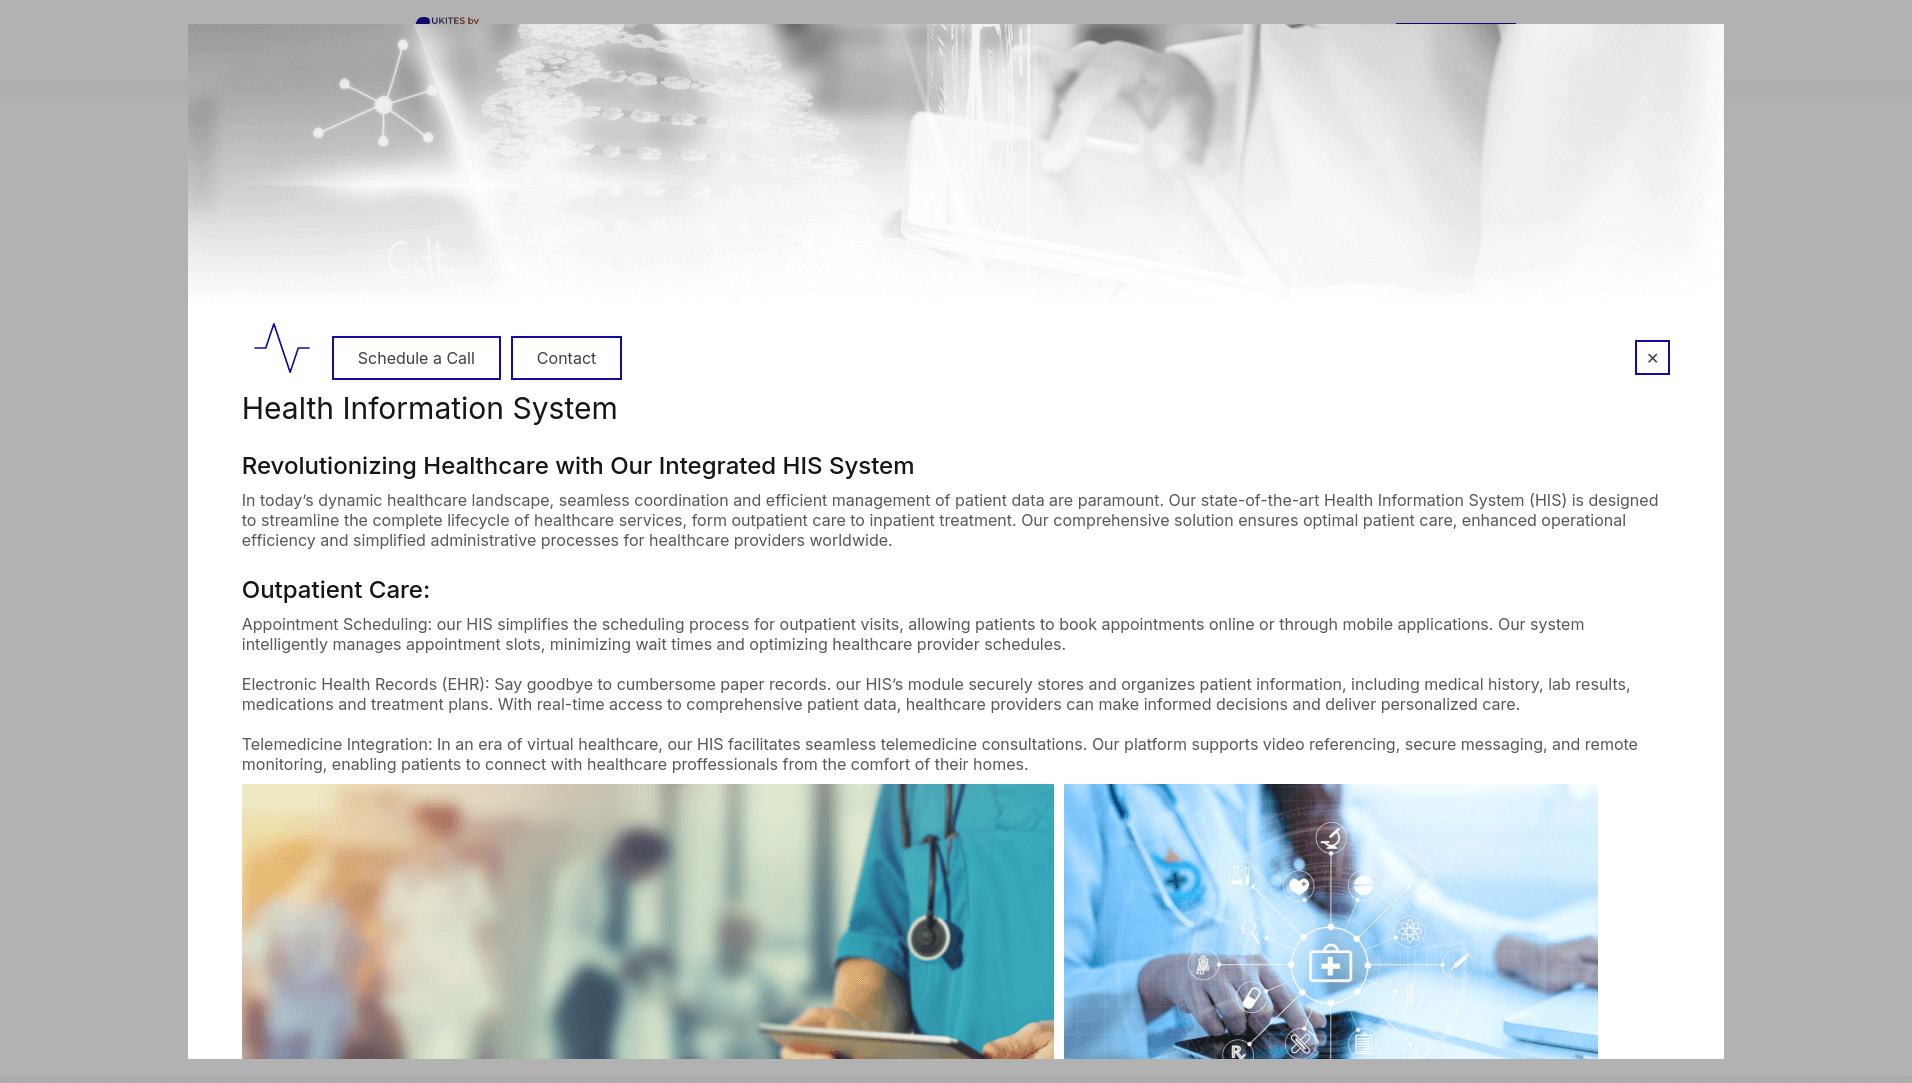 UKITES bv
C₆H₆
Schedule a Call
Contact
✕
Health Information System
Revolutionizing Healthcare with Our Integrated HIS System
In today’s dynamic healthcare landscape, seamless coordination and efficient management of patient data are paramount. Our state-of-the-art Health Information System (HIS) is designed
to streamline the complete lifecycle of healthcare services, form outpatient care to inpatient treatment. Our comprehensive solution ensures optimal patient care, enhanced operational
efficiency and simplified administrative processes for healthcare providers worldwide.
Outpatient Care:
Appointment Scheduling: our HIS simplifies the scheduling process for outpatient visits, allowing patients to book appointments online or through mobile applications. Our system
intelligently manages appointment slots, minimizing wait times and optimizing healthcare provider schedules.
Electronic Health Records (EHR): Say goodbye to cumbersome paper records. our HIS’s module securely stores and organizes patient information, including medical history, lab results,
medications and treatment plans. With real-time access to comprehensive patient data, healthcare providers can make informed decisions and deliver personalized care.
Telemedicine Integration: In an era of virtual healthcare, our HIS facilitates seamless telemedicine consultations. Our platform supports video referencing, secure messaging, and remote
monitoring, enabling patients to connect with healthcare proffessionals from the comfort of their homes.